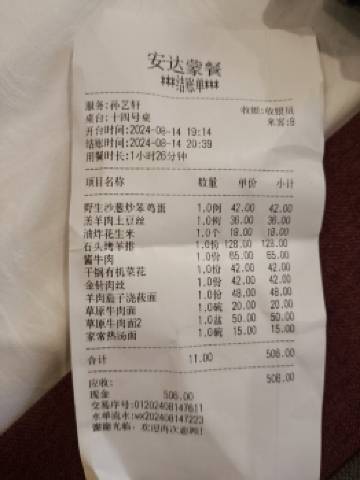 安达蒙餐
***结账单***
服务:孙艺轩 收银:收银员
桌台:十四号桌 来客:8
开台时间:2024-08-14 19:14
结账时间:2024-08-14 20:39
用餐时长:1小时26分钟
项目名称 数量 单价 小计
野生沙葱炒笨鸡蛋 1.0例 42.00 42.00
羔羊肉土豆丝 1.0例 36.00 36.00
油炸花生米 1.0个 18.00 18.00
石头烤羊排 1.0份 128.00 128.00
酱牛肉 1.0份 65.00 65.00
干锅有机菜花 1.0份 42.00 42.00
金针肉丝 1.0份 42.00 42.00
羊肉茄子浇莜面 1.0份 48.00 48.00
草原牛肉面 1.0碗 20.00 20.00
草原牛肉面2 1.0盆 50.00 50.00
家常热汤面 1.0碗 15.00 15.00
合计 11.00 506.00
应收: 506.00
现金 506.00
交易序号:01202408147611
水单流水:wx202408147223
谢谢光临,欢迎再次惠顾!